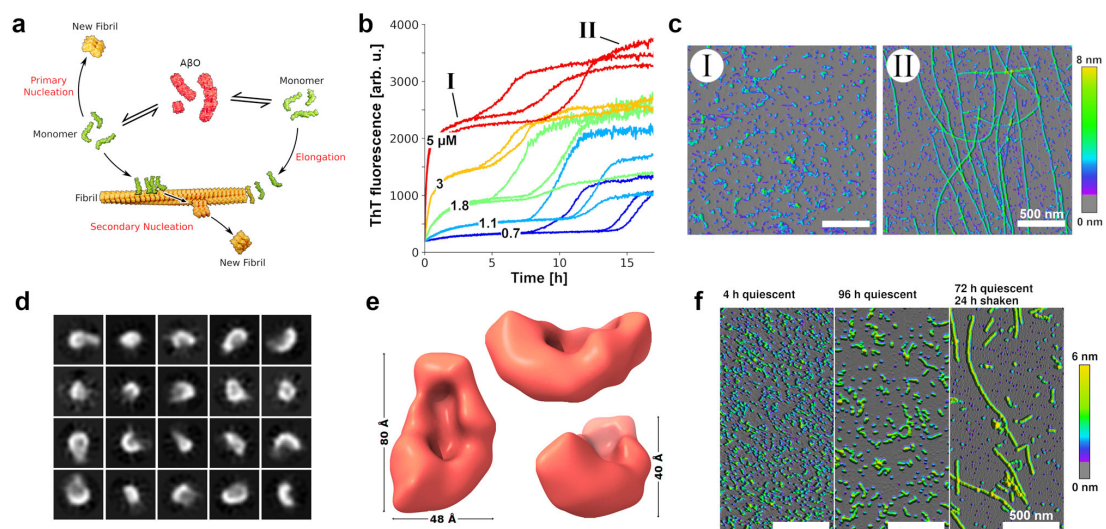 a
New Fibril
Primary
Nucleation
AβO
Monomer
Monomer
Elongation
Fibril
Secondary Nucleation
New Fibril
b
ThT fluorescence [arb. u.]
4000
3000
2000
1000
0
I
II
5 µM
3
1.8
1.1
0.7
0
5
10
15
Time [h]
c
I
II
500 nm
8 nm
0 nm
d
e
80 Å
48 Å
40 Å
f
4 h quiescent
96 h quiescent
72 h quiescent
24 h shaken
500 nm
6 nm
0 nm